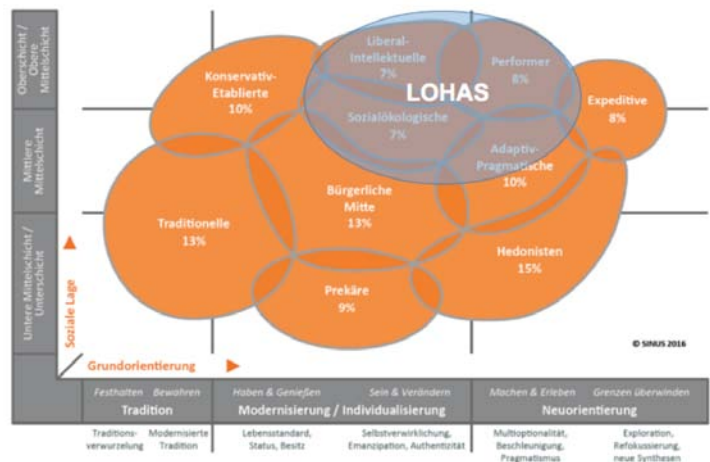 Oberschicht /
Obere
Mittelschicht
Mittlere
Mittelschicht
Untere Mittelschicht /
Unterschicht
Soziale Lage
Konservativ-
Etablierte
10%
Liberal-
Intellektuelle
7%
Performer
8%
LOHAS
Sozialökologische
7%
Expeditive
8%
Adaptiv-
Pragmatische
10%
Bürgerliche
Mitte
13%
Traditionelle
13%
Hedonisten
15%
Prekäre
9%
© SINUS 2016
Grundorientierung
Festhalten Bewahren
Tradition
Haben & Genießen Sein & Verändern
Modernisierung / Individualisierung
Machen & Erleben Grenzen überwinden
Neuorientierung
Traditions-
verwurzelung
Modernisierte
Tradition
Lebensstandard,
Status, Besitz
Selbstverwirklichung,
Emanzipation, Authentizität
Multioptionalität,
Beschleunigung,
Pragmatismus
Exploration,
Refokussierung,
neue Synthesen